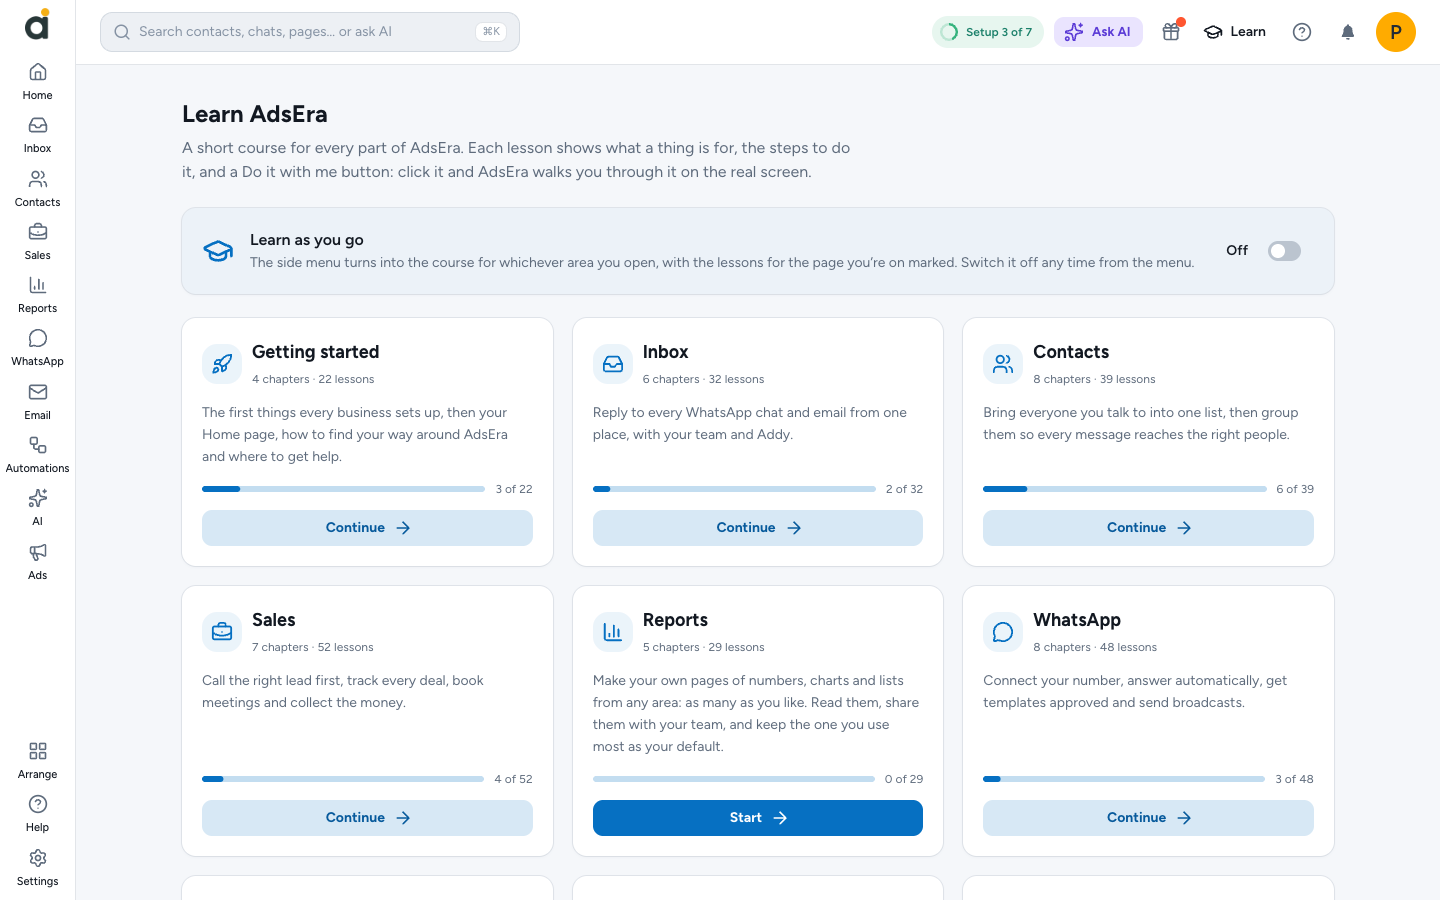 Search contacts, chats, pages... or ask AI
⌘K
Setup 3 of 7
Ask AI
Learn
P
Home
Inbox
Contacts
Sales
Reports
WhatsApp
Email
Automations
AI
Ads
Arrange
Help
Settings
Learn AdsEra
A short course for every part of AdsEra. Each lesson shows what a thing is for, the steps to do
it, and a Do it with me button: click it and AdsEra walks you through it on the real screen.
Learn as you go
The side menu turns into the course for whichever area you open, with the lessons for the page you're on marked. Switch it off any time from the menu.
Off
Getting started
4 chapters · 22 lessons
The first things every business sets up, then your
Home page, how to find your way around AdsEra
and where to get help.
3 of 22
Continue
Inbox
6 chapters · 32 lessons
Reply to every WhatsApp chat and email from one
place, with your team and Addy.
2 of 32
Continue
Contacts
8 chapters · 39 lessons
Bring everyone you talk to into one list, then group
them so every message reaches the right people.
6 of 39
Continue
Sales
7 chapters · 52 lessons
Call the right lead first, track every deal, book
meetings and collect the money.
4 of 52
Continue
Reports
5 chapters · 29 lessons
Make your own pages of numbers, charts and lists
from any area: as many as you like. Read them, share
them with your team, and keep the one you use
most as your default.
0 of 29
Start
WhatsApp
8 chapters · 48 lessons
Connect your number, answer automatically, get
templates approved and send broadcasts.
3 of 48
Continue